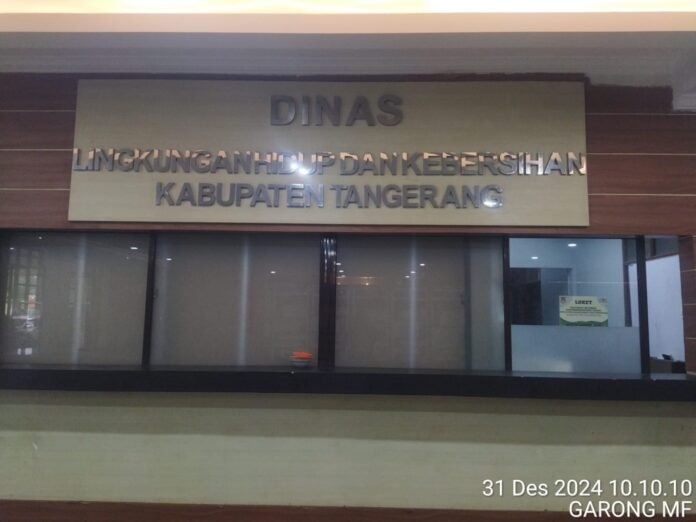 DINAS
LINGKUNGAN HIDUP DAN KEBERSIHAN
KABUPATEN TANGERANG
LOKET
31 Des 2024 10.10.10
GARONG MF